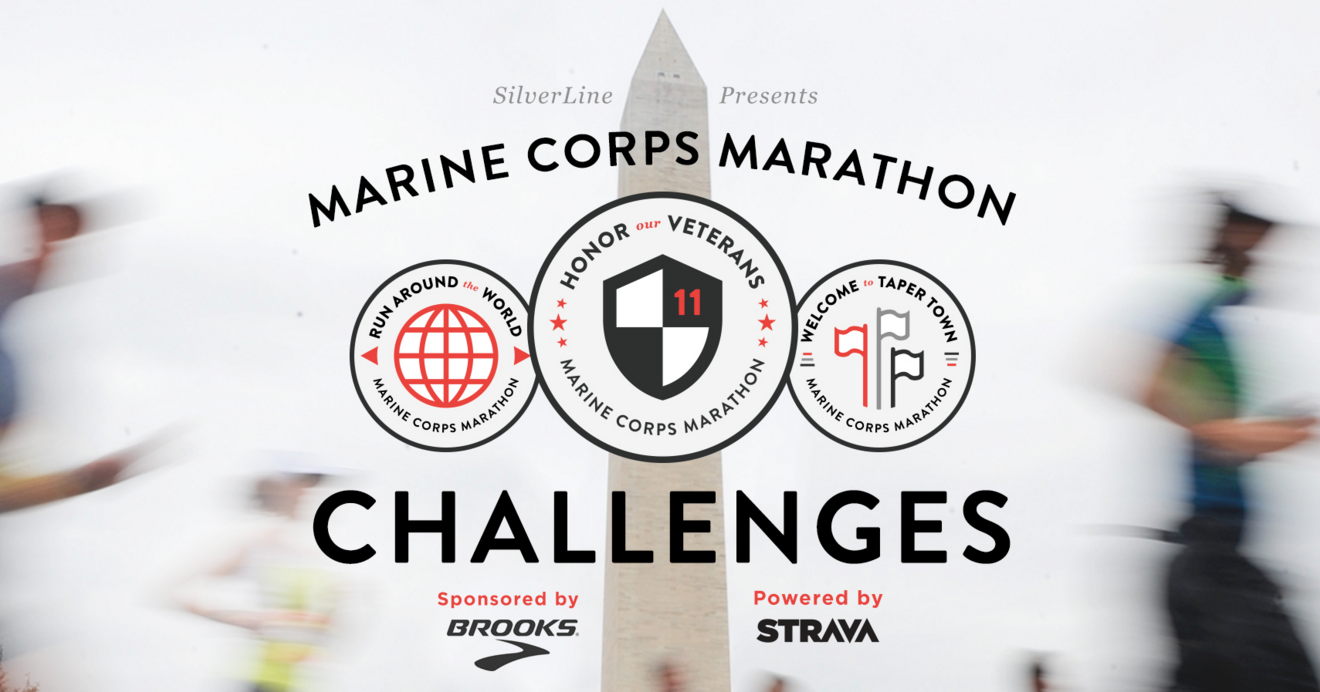 SilverLine Presents
MARINE CORPS MARATHON
RUN AROUND the WORLD
MARINE CORPS MARATHON
HONOR our VETERANS
11
MARINE CORPS MARATHON
WELCOME to TAPER TOWN
MARINE CORPS MARATHON
CHALLENGES
Sponsored by
BROOKS
Powered by
STRAVA